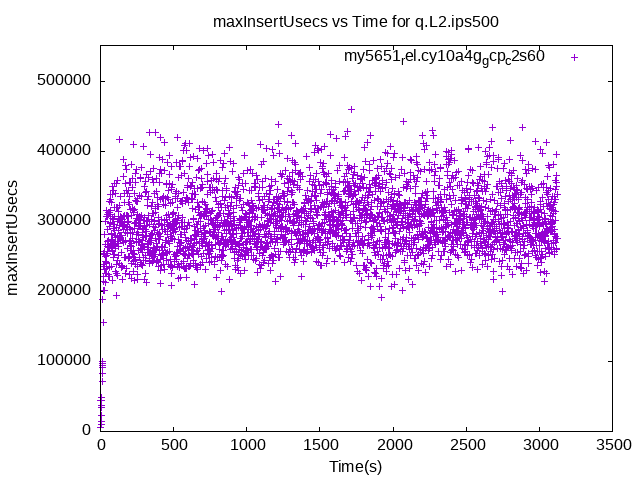 maxInsertUsecs vs Time for q.L2.ips500
my5651rel.cy10a4ggcpc2s60
500000
400000
300000
200000
100000
0
maxInsertUsecs
0 500 1000 1500 2000 2500 3000 3500
Time(s)